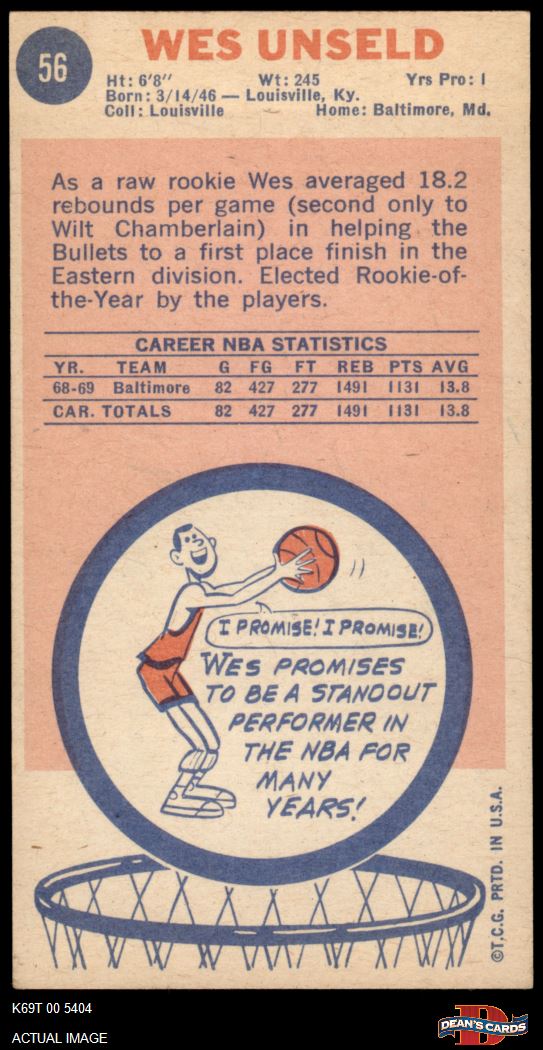 56
WES UNSELD
Ht: 6'8" Wt: 245 Yrs Pro: 1
Born: 3/14/46 — Louisville, Ky.
Coll: Louisville Home: Baltimore, Md.
As a raw rookie Wes averaged 18.2
rebounds per game (second only to
Wilt Chamberlain) in helping the
Bullets to a first place finish in the
Eastern division. Elected Rookie-of-
the-Year by the players.
CAREER NBA STATISTICS
YR. TEAM G FG FT REB PTS AVG
68-69 Baltimore 82 427 277 1491 1131 13.8
CAR. TOTALS 82 427 277 1491 1131 13.8
I PROMISE! I PROMISE!
WES PROMISES
TO BE A STANDOUT
PERFORMER IN
THE NBA FOR
MANY
YEARS!
©T.C.G. PRTD. IN U.S.A.
K69T 00 5404
ACTUAL IMAGE
D
DEAN'S CARDS